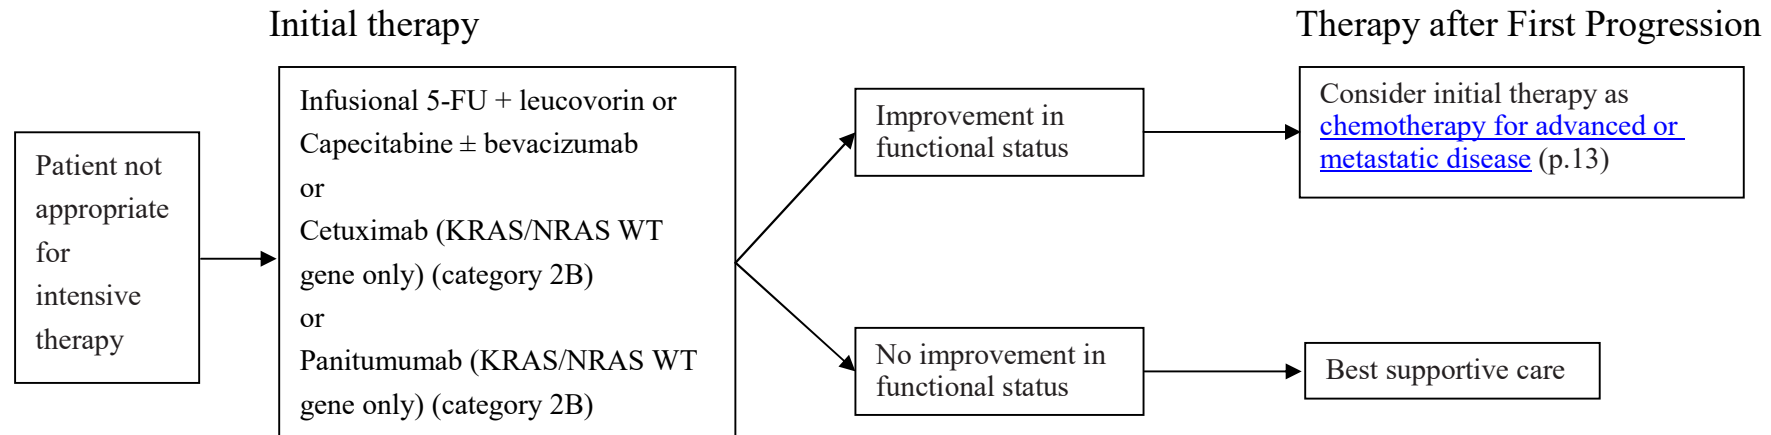 Initial therapy
Therapy after First Progression
Patient not
appropriate
for
intensive
therapy
Infusional 5-FU + leucovorin or
Capecitabine ± bevacizumab
or
Cetuximab (KRAS/NRAS WT
gene only) (category 2B)
or
Panitumumab (KRAS/NRAS WT
gene only) (category 2B)
Improvement in
functional status
Consider initial therapy as
chemotherapy for advanced or
metastatic disease (p.13)
No improvement in
functional status
Best supportive care